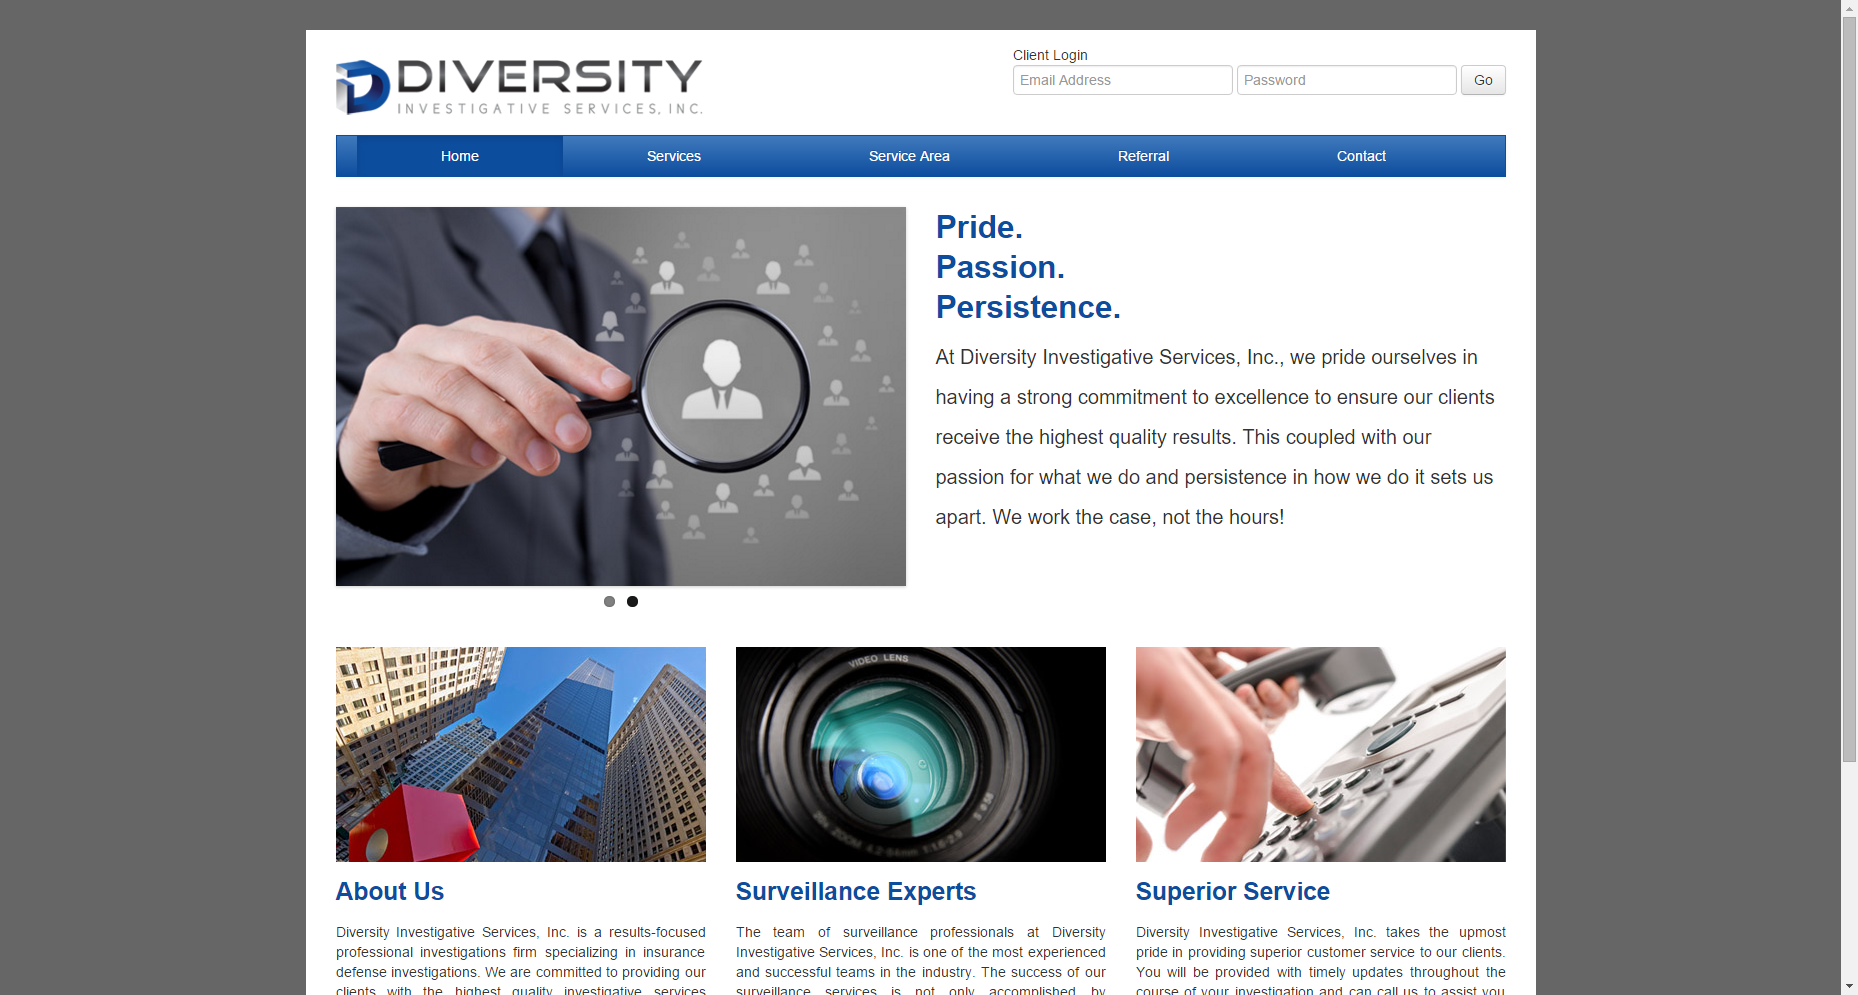 DIVERSITY
INVESTIGATIVE SERVICES, INC.
Client Login
Email Address
Password
Go
Home
Services
Service Area
Referral
Contact
Pride.
Passion.
Persistence.
At Diversity Investigative Services, Inc., we pride ourselves in
having a strong commitment to excellence to ensure our clients
receive the highest quality results. This coupled with our
passion for what we do and persistence in how we do it sets us
apart. We work the case, not the hours!
VIDEO LENS
About Us
Diversity Investigative Services, Inc. is a results-focused
professional investigations firm specializing in insurance
defense investigations. We are committed to providing our
clients with the highest quality investigative services
Surveillance Experts
The team of surveillance professionals at Diversity
Investigative Services, Inc. is one of the most experienced
and successful teams in the industry. The success of our
surveillance services is not only accomplished by
Superior Service
Diversity Investigative Services, Inc. takes the upmost
pride in providing superior customer service to our clients.
You will be provided with timely updates throughout the
course of your investigation and can call us to assist you